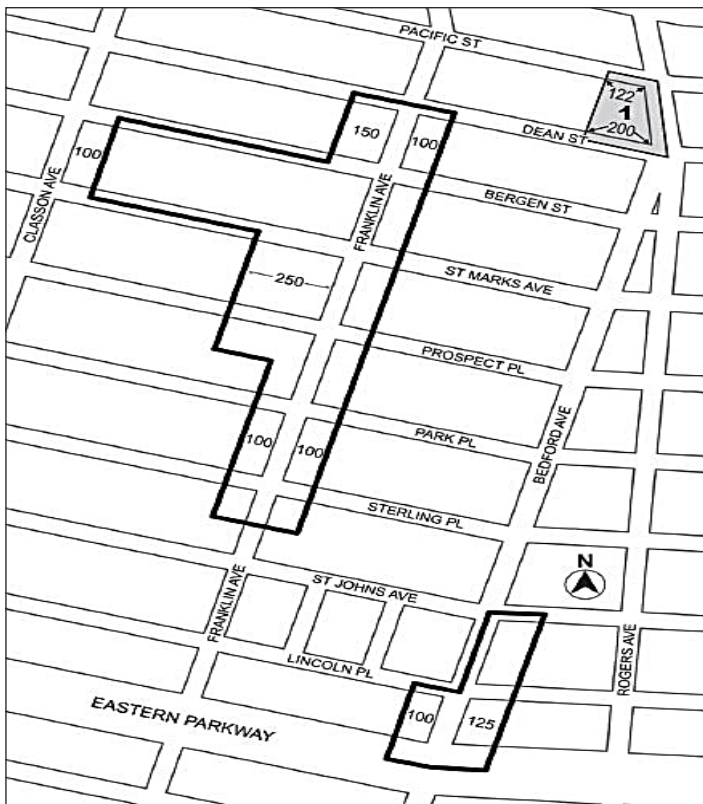 PACIFIC ST
122
1
200
DEAN ST
150
100
100
CLASSON AVE
FRANKLIN AVE
BERGEN ST
ST MARKS AVE
250
PROSPECT PL
PARK PL
BEDFORD AVE
100
100
STERLING PL
N
ST JOHNS AVE
FRANKLIN AVE
ROGERS AVE
LINCOLN PL
EASTERN PARKWAY
100
125